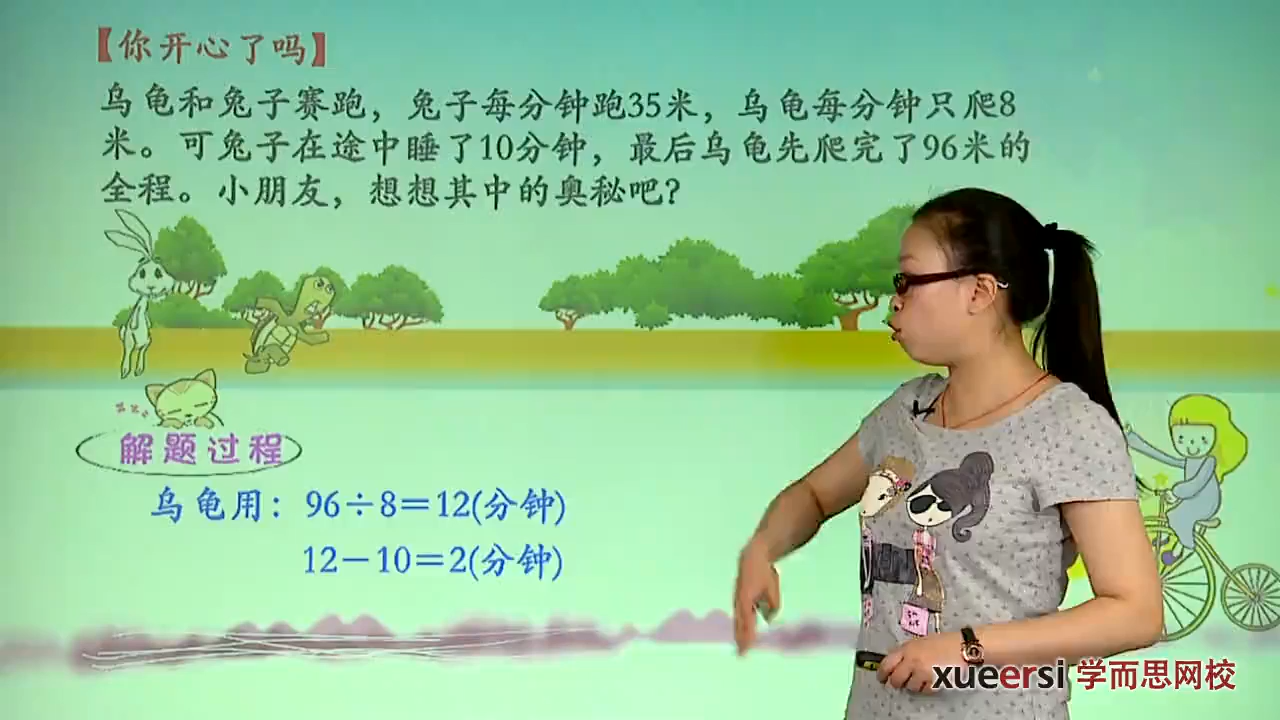 【你开心了吗】
乌龟和兔子赛跑，兔子每分钟跑35米，乌龟每分钟只爬8
米。可兔子在途中睡了10分钟，最后乌龟先爬完了96米的
全程。小朋友，想想其中的奥秘吧？
解题过程
乌龟用：96÷8＝12(分钟)
12－10＝2(分钟)
xueersi 学而思网校